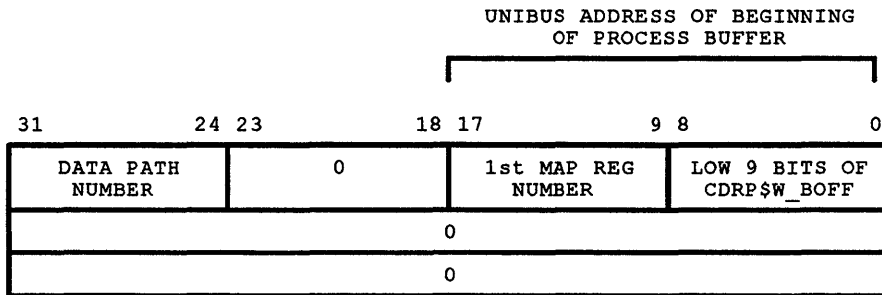 UNIBUS ADDRESS OF BEGINNING
OF PROCESS BUFFER
31 24 23 18 17 9 8 0
DATA PATH NUMBER
0
1st MAP REG NUMBER
LOW 9 BITS OF CDRP$W_BOFF
0
0